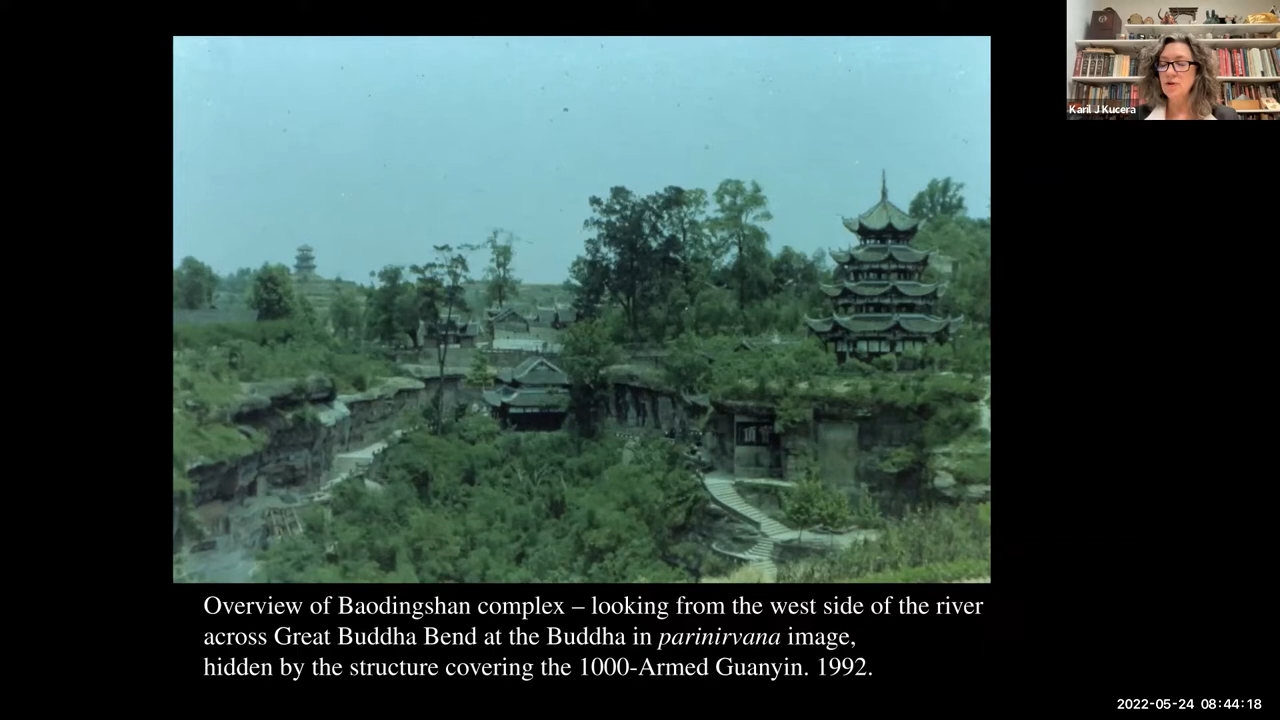 Karil J Kucera
Overview of Baodingshan complex – looking from the west side of the river
across Great Buddha Bend at the Buddha in parinirvana image,
hidden by the structure covering the 1000-Armed Guanyin. 1992.
2022-05-24 08:44:18